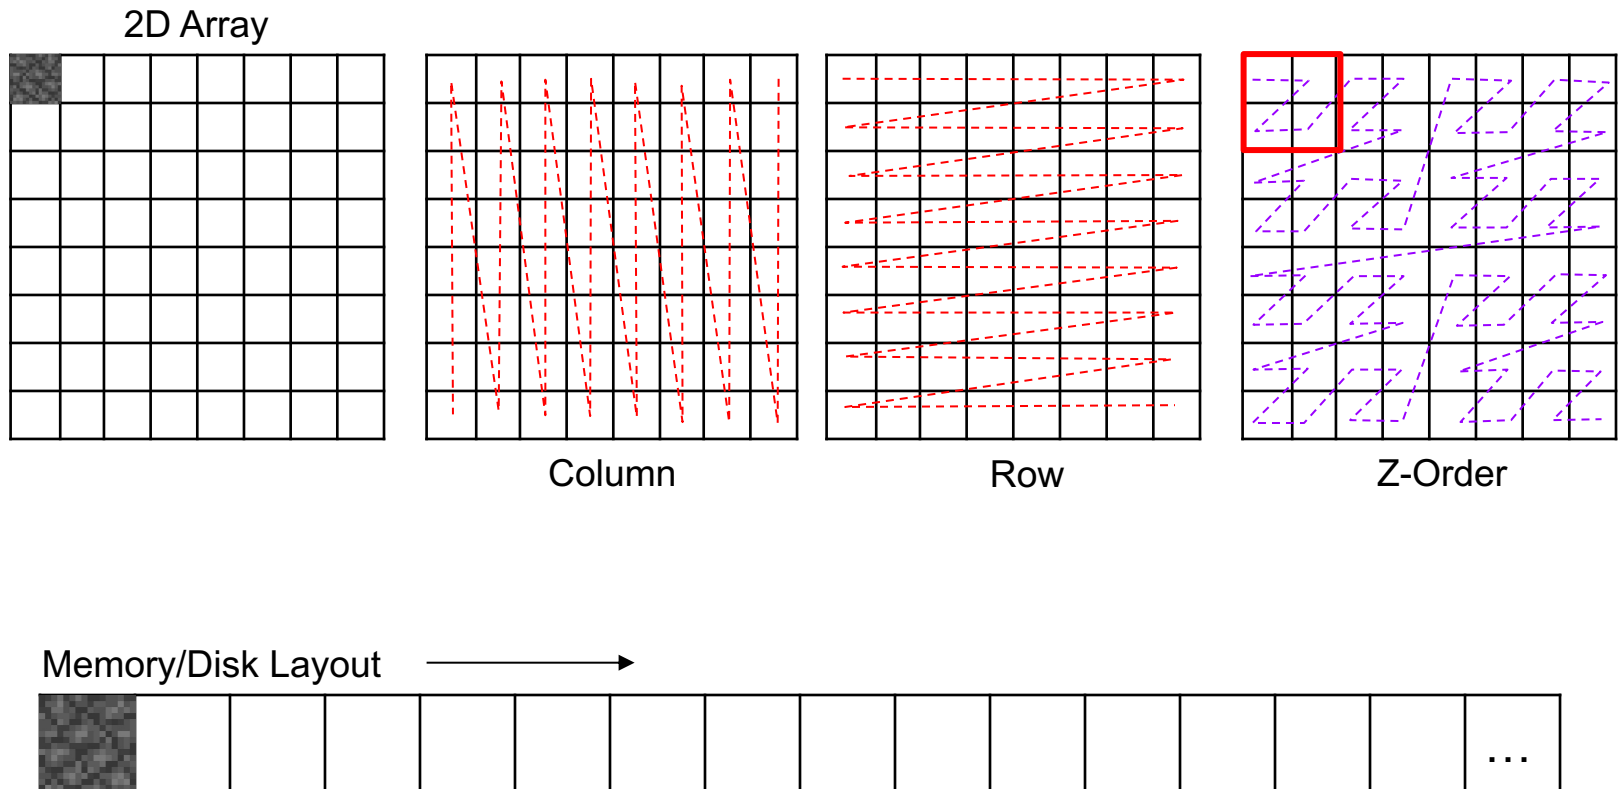 2D Array
Column
Row
Z-Order
Memory/Disk Layout
...